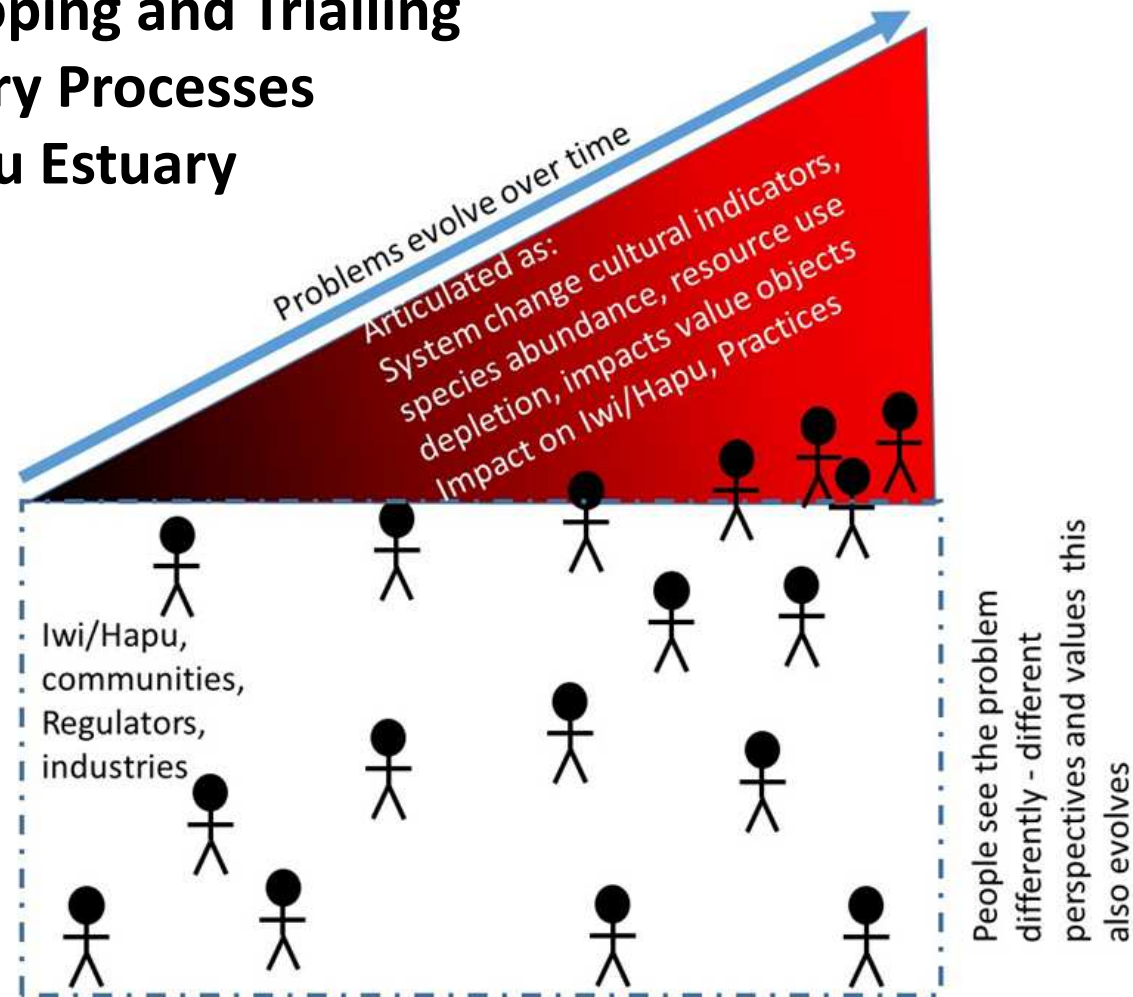 oping and Trialling
ry Processes
u Estuary
Problems evolve over time
Articulated as:
System change cultural indicators,
species abundance, resource use
depletion, impacts value objects
Impact on Iwi/Hapu, Practices
Iwi/Hapu,
communities,
Regulators,
industries
People see the problem
differently - different
perspectives and values this
also evolves